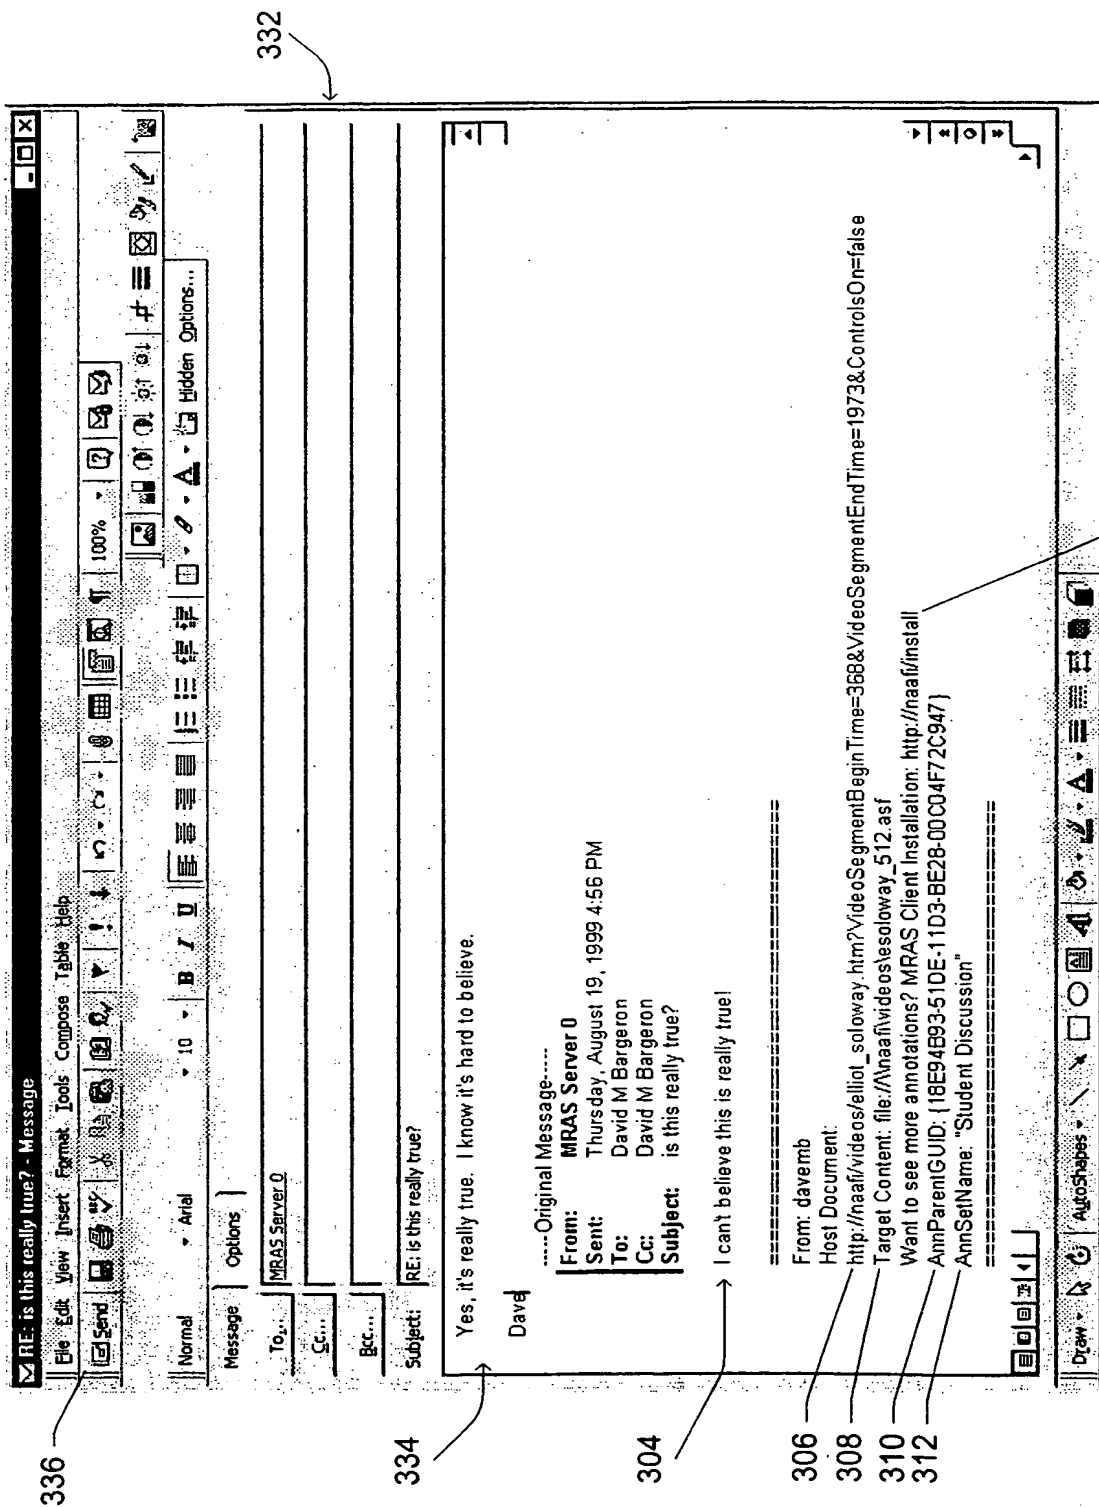 332
RE: is this really true? - Message
File Edit View Insert Format Tools Compose Table Help
336
Send
100%
Normal
Arial
10
B I U
A
Hidden Options...
Message
Options
To...
MRAS Server 0
Cc...
Bcc...
Subject:
RE: is this really true?
334
Yes, it's really true. I know it's hard to believe.
Dave
-----Original Message-----
From: MRAS Server 0
Sent: Thursday, August 19, 1999 4:56 PM
To: David M Bargeron
Cc: David M Bargeron
Subject: is this really true?
304
I can't believe this is really true!
==================================
From: davemb
Host Document:
306
http://naafi/videos/elliot_soloway.htm?VideoSegmentBeginTime=368&VideoSegmentEndTime=1973&ControlsOn=false
308
Target Content: file://\\naafi\videos\esoloway_512.asf
Want to see more annotations? MRAS Client Installation: http://naafi/install
310
AnnParentGUID: {18E94B93-51DE-11D3-BE28-00C04F72C947}
312
AnnSetName: "Student Discussion"
==================================
Draw
AutoShapes
A
A